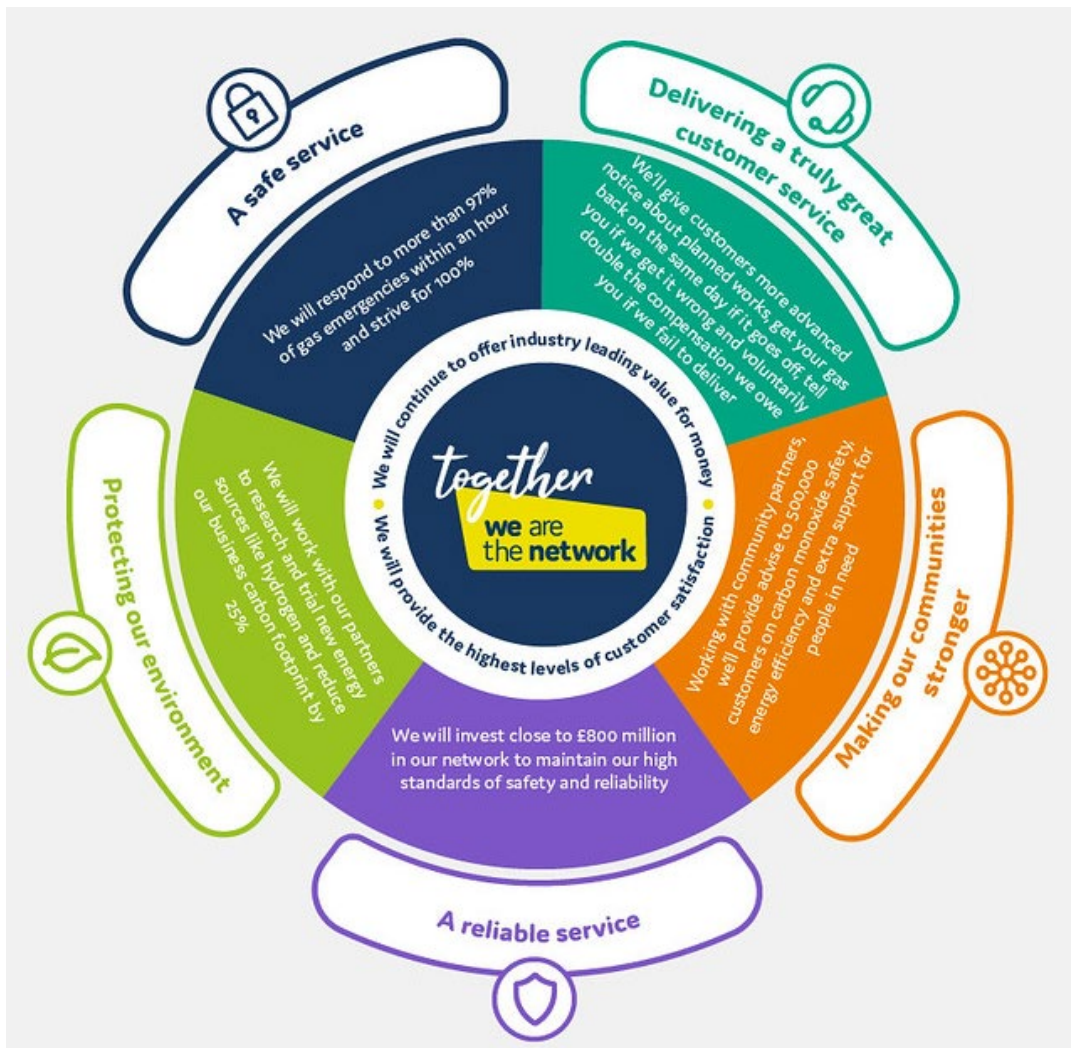 A safe service
We will respond to more than 97%
of gas emergencies within an hour
and strive for 100%
Delivering a truly great
customer service
We'll give customers more advanced
notice about planned works, get your gas
back on the same day if it goes off, tell
you if we get it wrong and voluntarily
double the compensation we owe
you if we fail to deliver
Making our communities
stronger
Working with community partners,
we'll provide advise to 500,000
customers on carbon monoxide safety,
energy efficiency and extra support for
people in need
A reliable service
We will invest close to £800 million
in our network to maintain our high
standards of safety and reliability
Protecting our environment
We will work with our partners
to research and trial new energy
sources like hydrogen and reduce
our business carbon footprint by
25%
We will continue to offer industry leading value for money
We will provide the highest levels of customer satisfaction
together
we are
the network